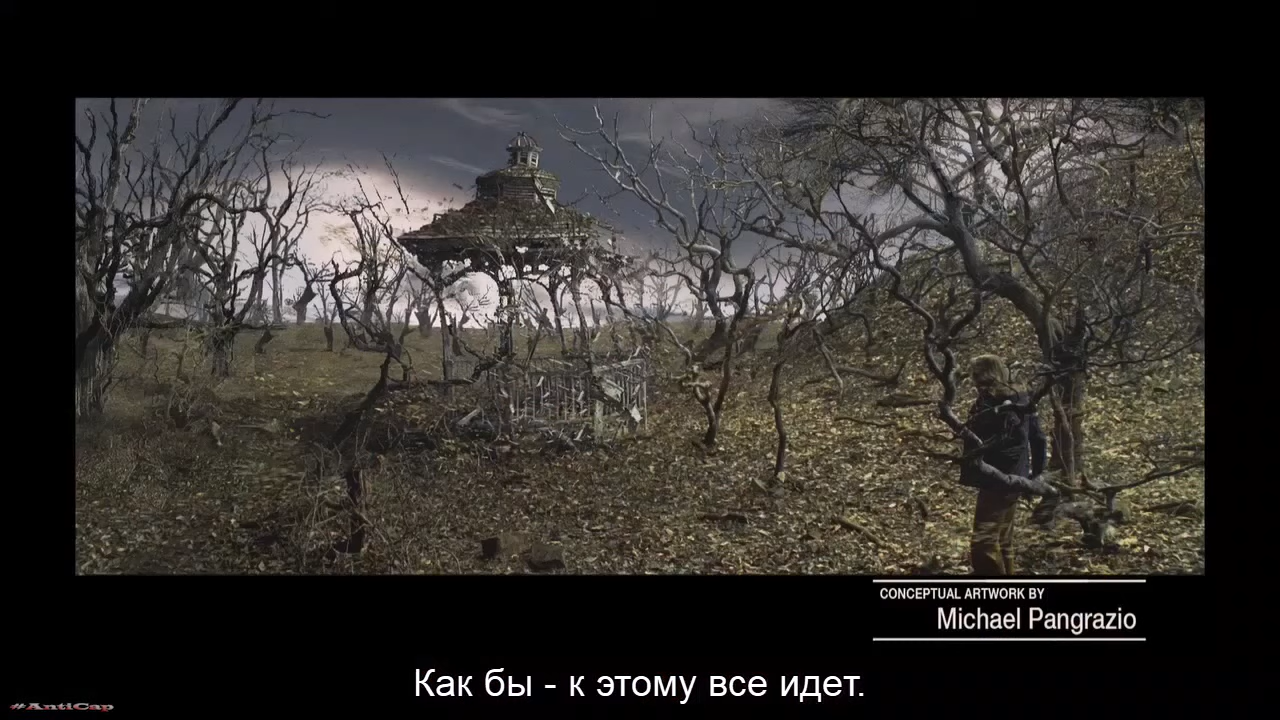 CONCEPTUAL ARTWORK BY
Michael Pangrazio
Как бы - к этому все идет.
#AntiCap